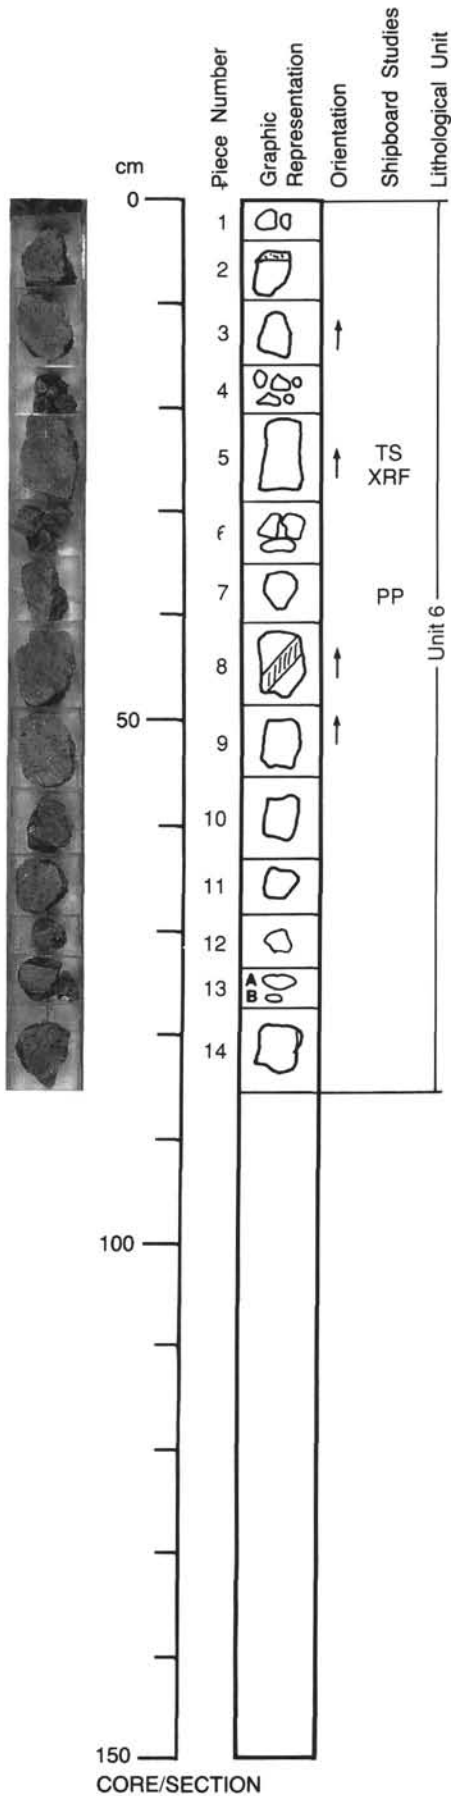 cm
Piece Number
Graphic
Representation
Orientation
Shipboard Studies
Lithological Unit
0
1
2
3
4
5
TS
XRF
6
7
PP
Unit 6
8
50
9
10
11
12
13
A
B
14
100
150
CORE/SECTION